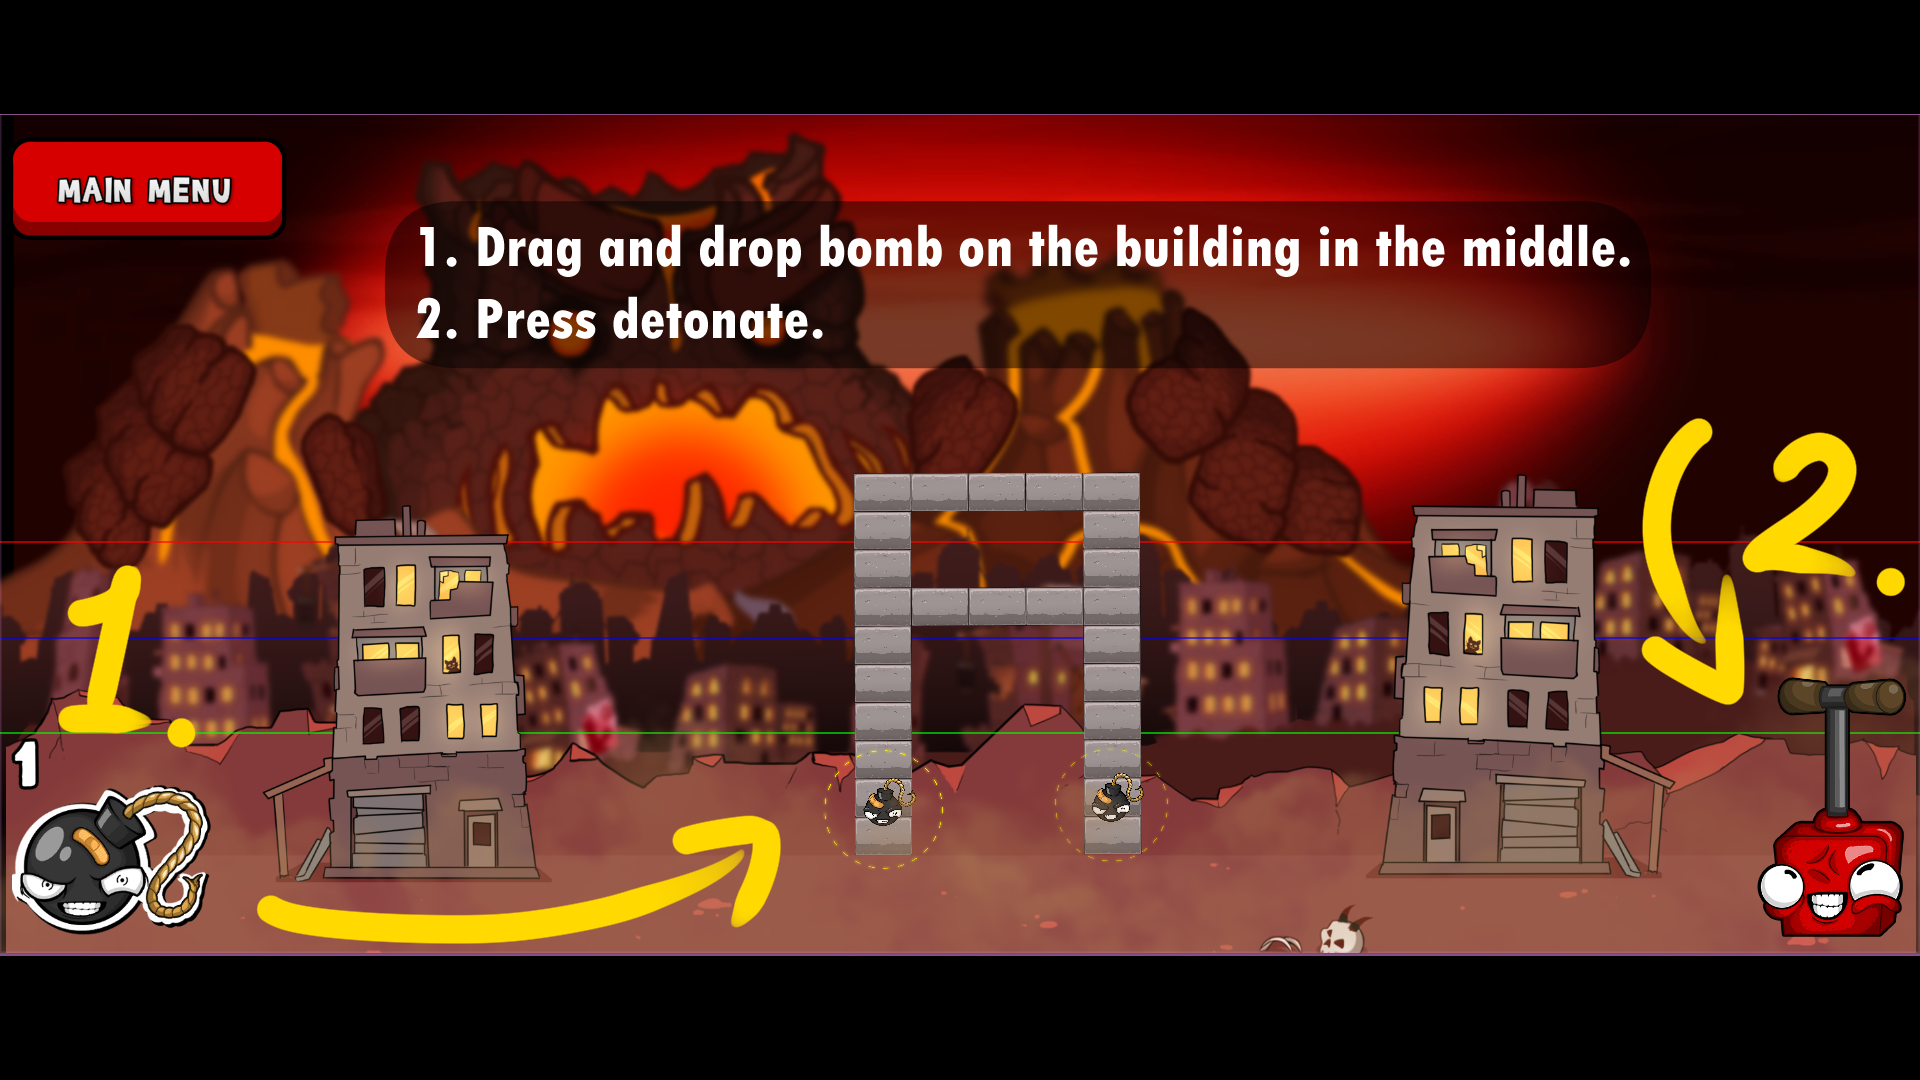 MAIN MENU
1. Drag and drop bomb on the building in the middle.
2. Press detonate.
1.
2.
1